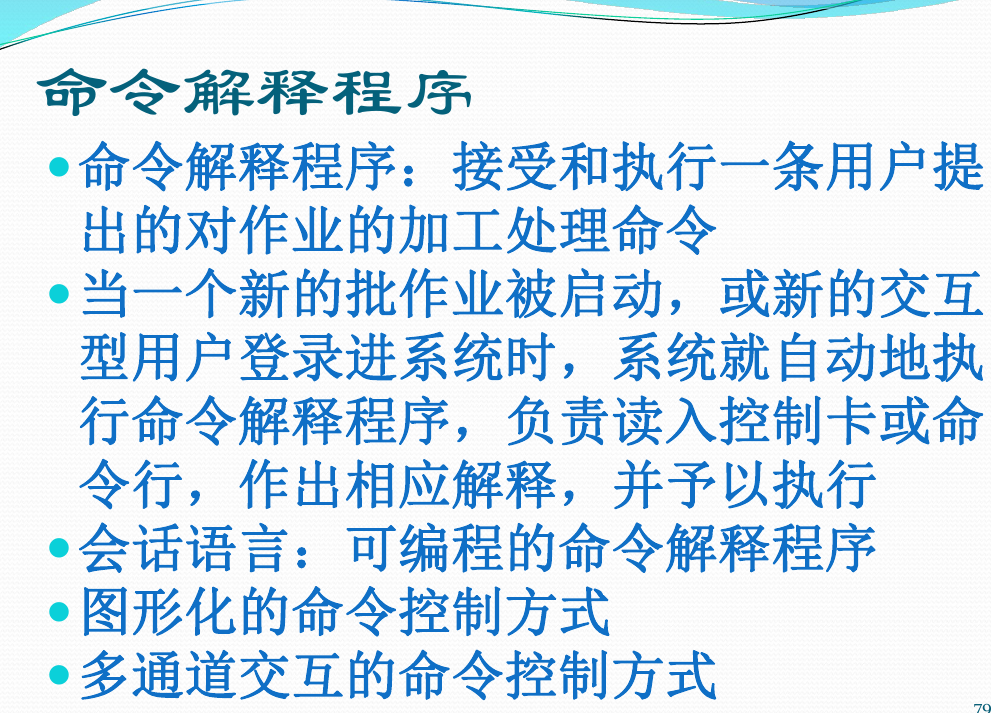 命令解释程序
•命令解释程序：接受和执行一条用户提
出的对作业的加工处理命令
•当一个新的批作业被启动，或新的交互
型用户登录进系统时，系统就自动地执
行命令解释程序，负责读入控制卡或命
令行，作出相应解释，并予以执行
•会话语言：可编程的命令解释程序
•图形化的命令控制方式
•多通道交互的命令控制方式
79